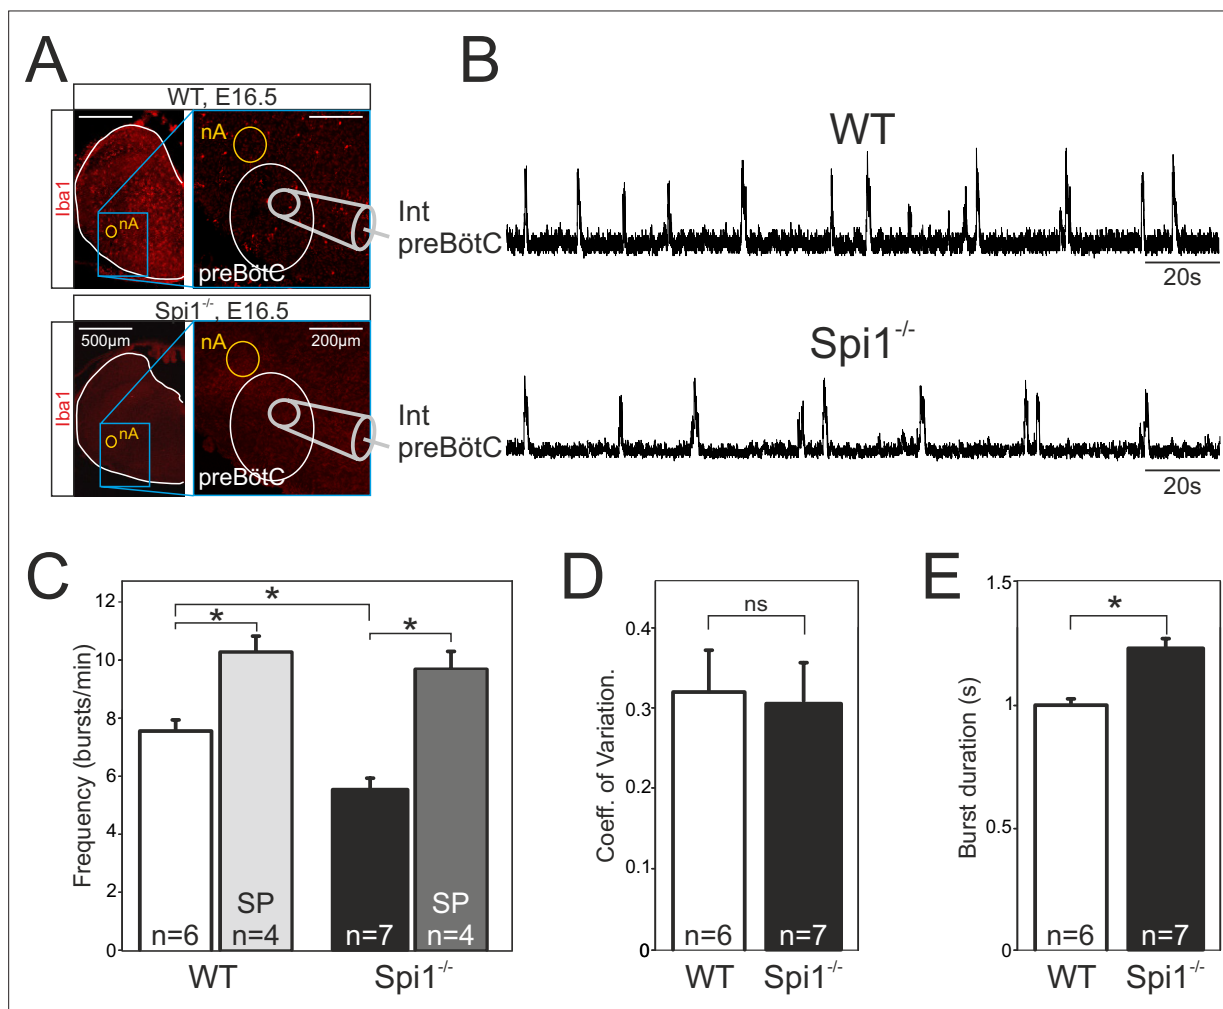 A
WT, E16.5
Iba1
nA
nA
preBötC
Int
preBötC
Spi1-/-, E16.5
500µm
200µm
Iba1
nA
nA
preBötC
Int
preBötC
B
WT
20s
Spi1-/-
20s
C
Frequency (bursts/min)
12
10
8
6
4
2
0
*
*
*
n=6
SP
n=4
n=7
SP
n=4
WT
Spi1-/-
D
Coeff. of Variation.
0.4
0.3
0.2
0.1
0
ns
n=6
n=7
WT
Spi1-/-
E
Burst duration (s)
1.5
1
0.5
0
*
n=6
n=7
WT
Spi1-/-